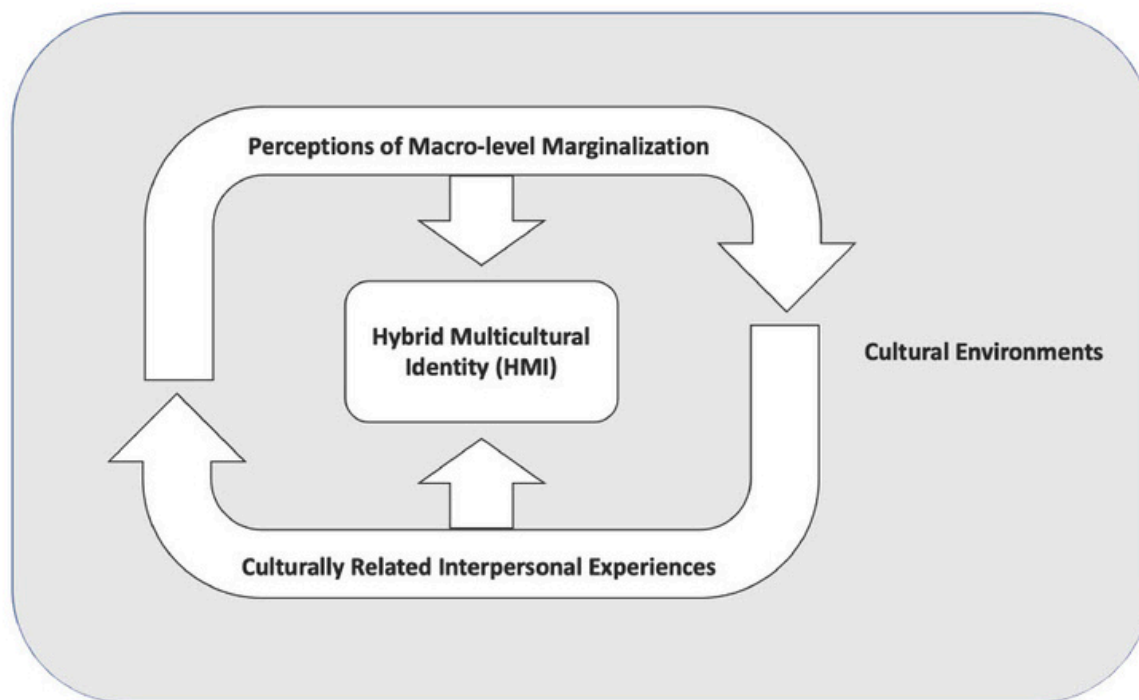 Perceptions of Macro-level Marginalization
Hybrid Multicultural
Identity (HMI)
Cultural Environments
Culturally Related Interpersonal Experiences